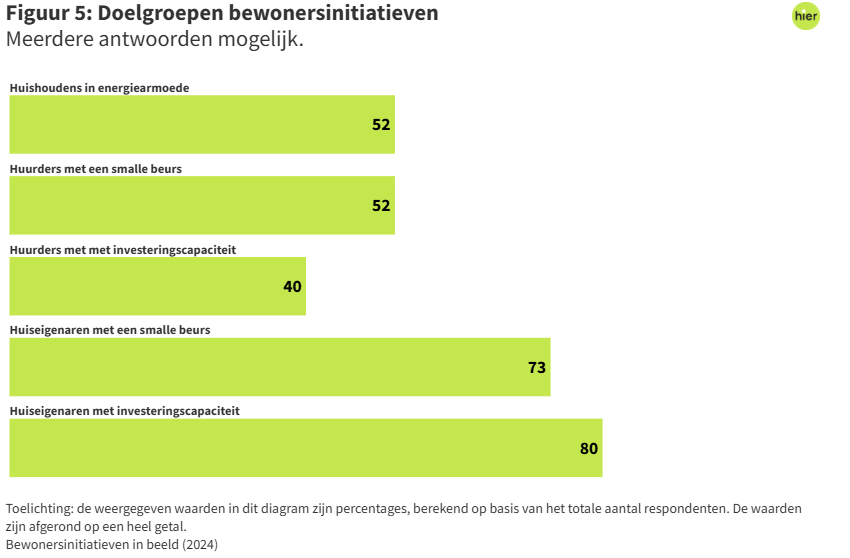 Figuur 5: Doelgroepen bewonersinitiatieven
hier
Meerdere antwoorden mogelijk.
Huishoudens in energiearmoede
52
Huurders met een smalle beurs
52
Huurders met met investeringscapaciteit
40
Huiseigenaren met een smalle beurs
73
Huiseigenaren met investeringscapaciteit
80
Toelichting: de weergegeven waarden in dit diagram zijn percentages, berekend op basis van het totale aantal respondenten. De waarden
zijn afgerond op een heel getal.
Bewonersinitiatieven in beeld (2024)